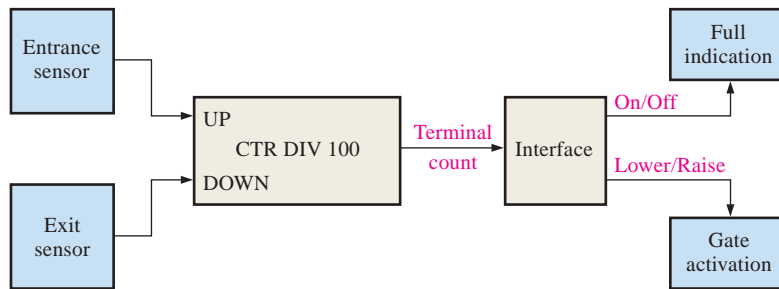 Entrance
sensor
Exit
sensor
UP
CTR DIV 100
DOWN
Terminal
count
Interface
On/Off
Lower/Raise
Full
indication
Gate
activation